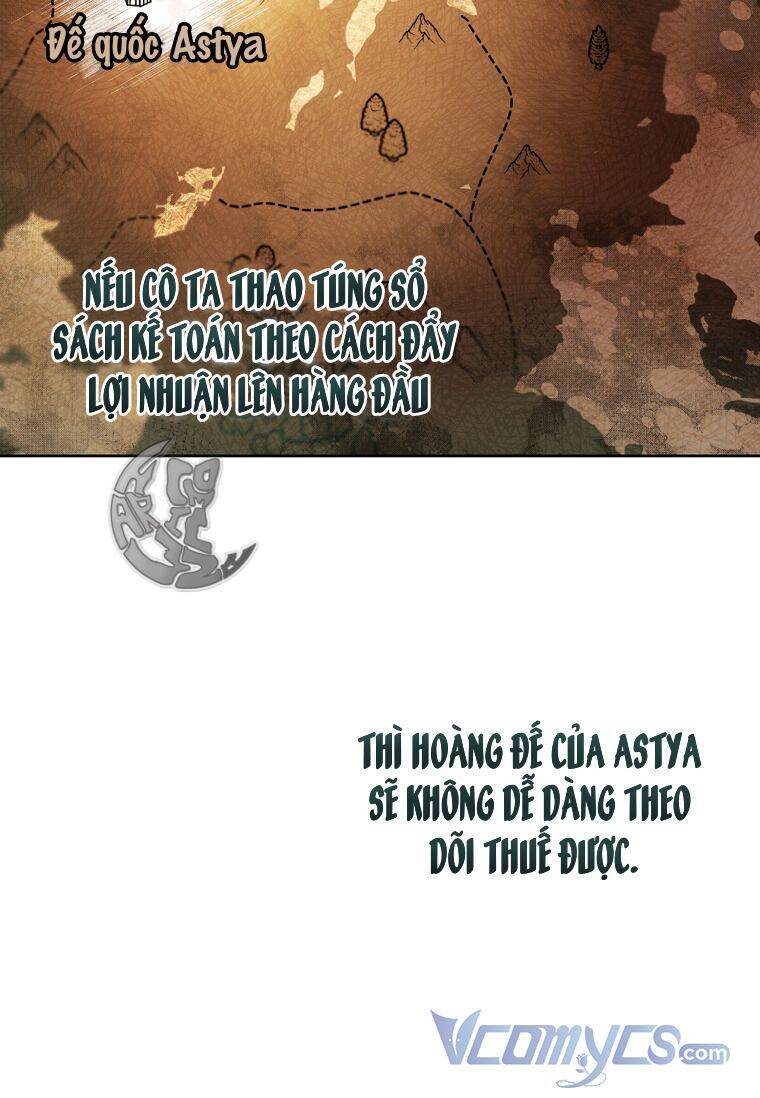 Đế quốc Astya
NẾU CÔ TA THAO TÚNG SỔ
SÁCH KẾ TOÁN THEO CÁCH ĐẨY
LỢI NHUẬN LÊN HÀNG ĐẦU
THÌ HOÀNG ĐẾ CỦA ASTYA
SẼ KHÔNG DỄ DÀNG THEO
DÕI THUẾ ĐƯỢC.
VCOMYCS.com